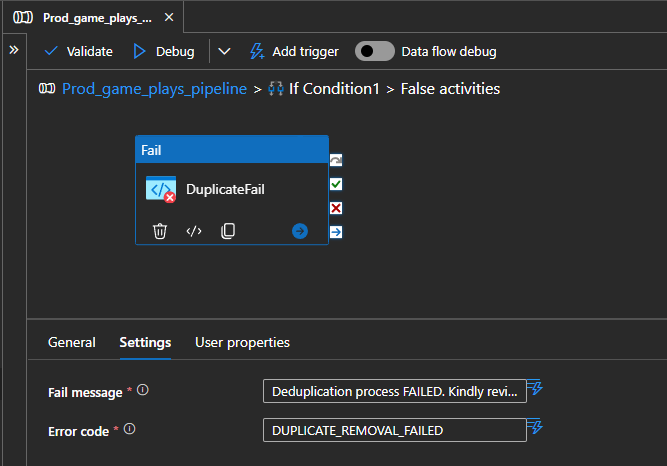 Prod_game_plays_...
Validate Debug Add trigger Data flow debug
Prod_game_plays_pipeline > If Condition1 > False activities
Fail
DuplicateFail
General Settings User properties
Fail message * Deduplication process FAILED. Kindly revi...
Error code * DUPLICATE_REMOVAL_FAILED